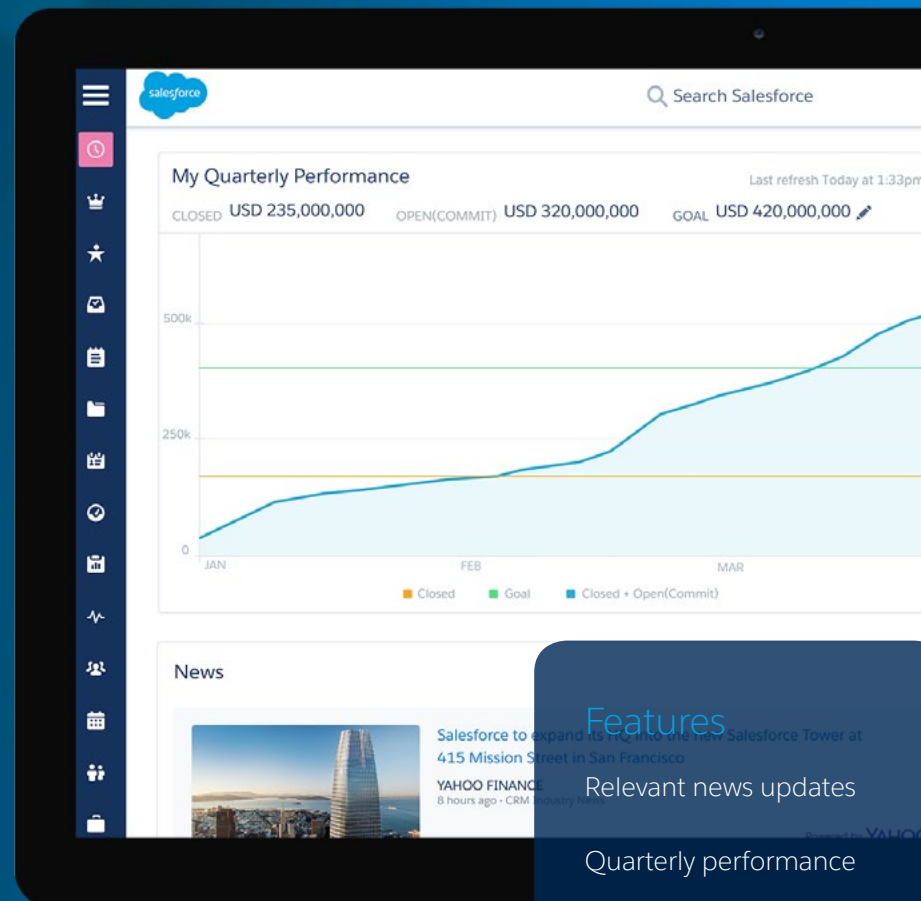 salesforce
Search Salesforce
My Quarterly Performance
Last refresh Today at 1:33pm
CLOSED USD 235,000,000 OPEN(COMMIT) USD 320,000,000 GOAL USD 420,000,000
500k
250k
0
JAN FEB MAR
Closed Goal Closed + Open(Commit)
News
Salesforce to expand its HQ into the new Salesforce Tower at
415 Mission Street in San Francisco
YAHOO FINANCE
8 hours ago · CRM Industry News
Powered by YAHOO
Features
Relevant news updates
Quarterly performance